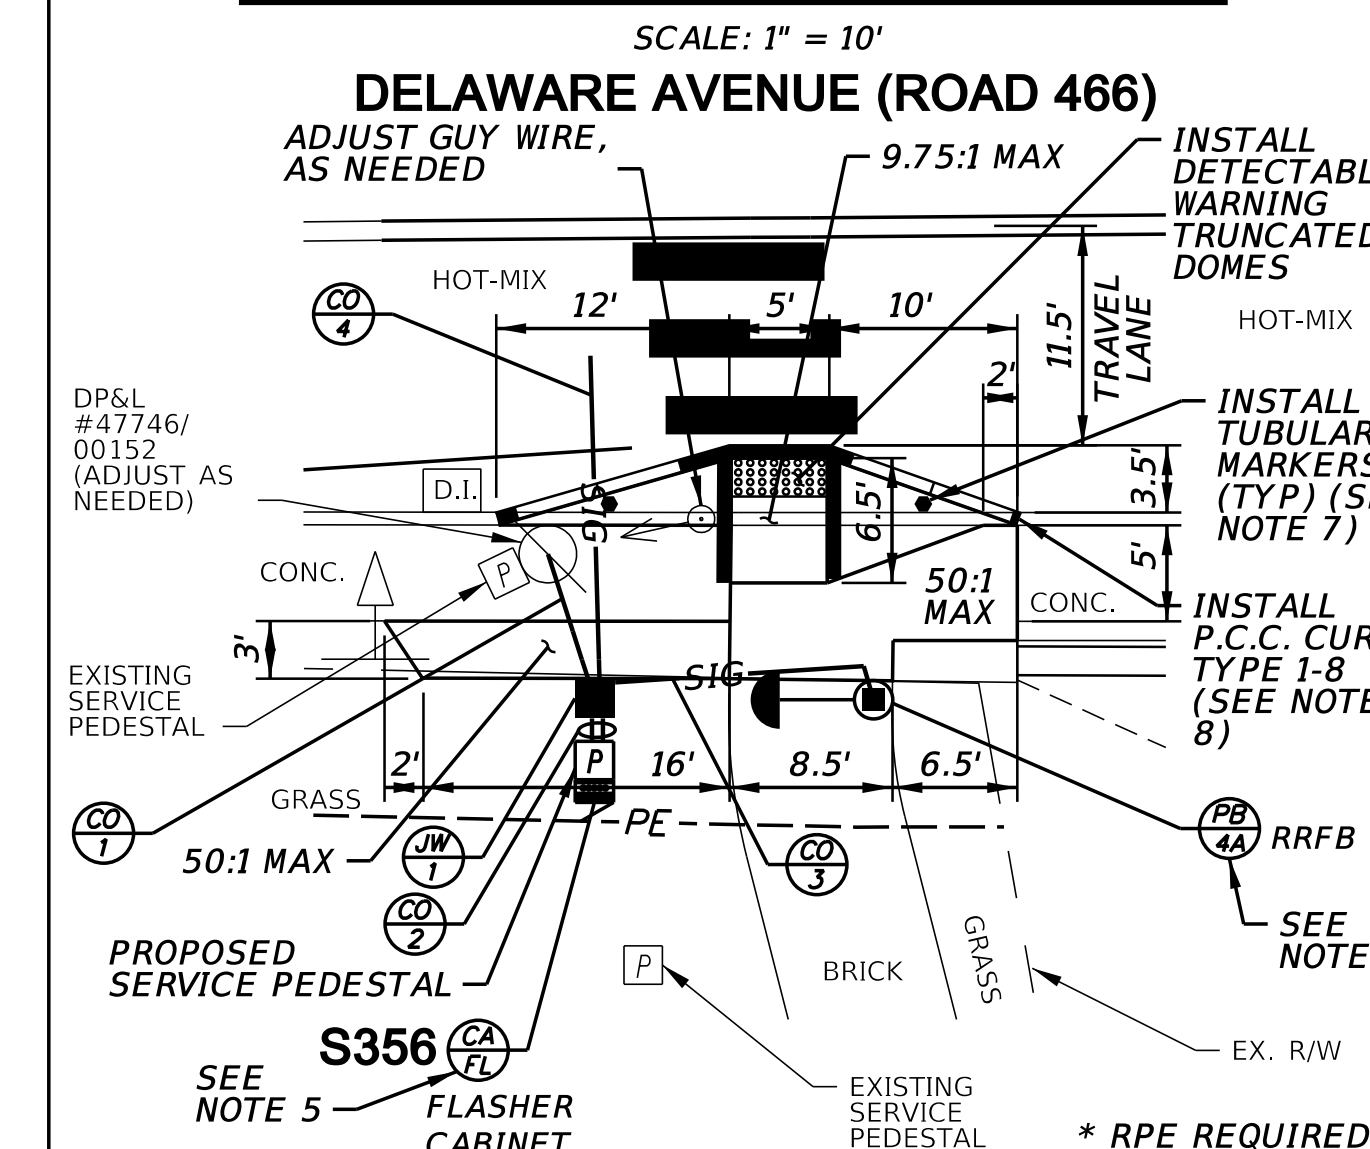 SCALE: 1" = 10'
DELAWARE AVENUE (ROAD 466)
ADJUST GUY WIRE,
AS NEEDED
9.75:1 MAX
INSTALL
DETECTABL
WARNING
TRUNCATED
DOMES
HOT-MIX
CO
4
12'
5'
10'
11.5'
TRAVEL
LANE
HOT-MIX
2'
DP&L
#47746/
00152
(ADJUST AS
NEEDED)
D.I.
SIG
6.5'
3.5'
INSTALL
TUBULAR
MARKERS
(TYP) (S
NOTE 7)
CONC.
P
50:1
MAX
5'
CONC.
INSTALL
P.C.C. CUR
TYPE 1-8
(SEE NOTE
8)
3'
EXISTING
SERVICE
PEDESTAL
SIG
2'
P
16'
8.5'
6.5'
GRASS
PE
CO
1
50:1 MAX
JW
1
CO
3
PB
4A
RRFB
CO
2
SEE
NOTE
PROPOSED
SERVICE PEDESTAL
P
BRICK
GRASS
S356
CA
FL
EX. R/W
SEE
NOTE 5
FLASHER
CABINET
EXISTING
SERVICE
PEDESTAL
* RPE REQUIRED